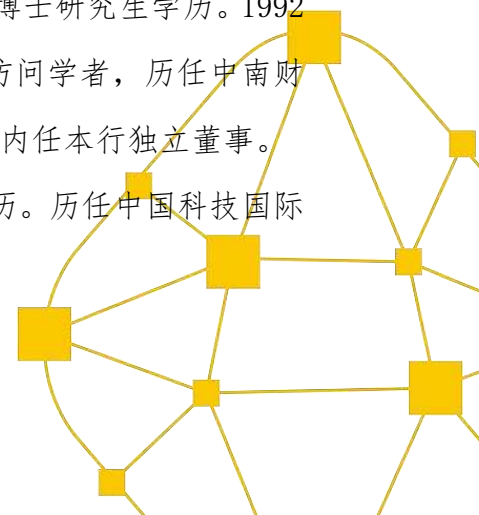 博士研究生学历。1992
访问学者，历任中南财
内任本行独立董事。
历。历任中国科技国际